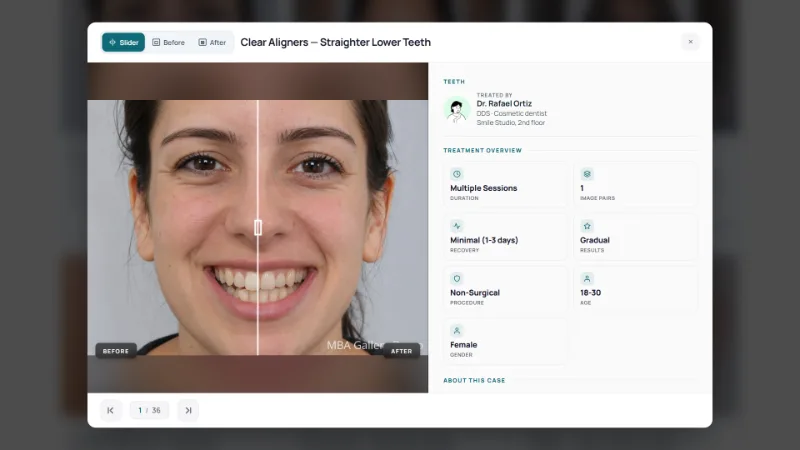 Slider
Before
After
Clear Aligners — Straighter Lower Teeth
×
TEETH
TREATED BY
Dr. Rafael Ortiz
DDS · Cosmetic dentist
Smile Studio, 2nd floor
TREATMENT OVERVIEW
Multiple Sessions
DURATION
1
IMAGE PAIRS
Minimal (1-3 days)
RECOVERY
Gradual
RESULTS
Non-Surgical
PROCEDURE
18-30
AGE
Female
GENDER
ABOUT THIS CASE
MBA Galler
BEFORE
AFTER
1 / 36